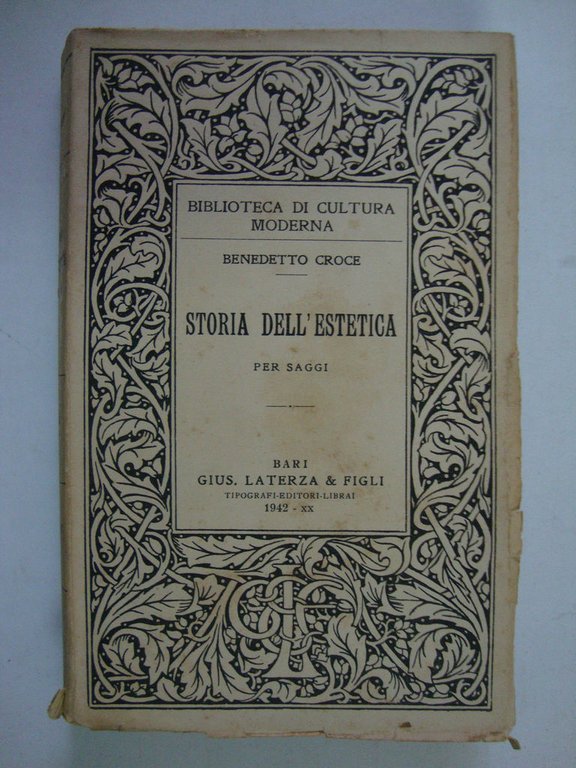 BIBLIOTECA DI CULTURA
MODERNA
BENEDETTO CROCE
STORIA DELL'ESTETICA
PER SAGGI
BARI
GIUS. LATERZA & FIGLI
TIPOGRAFI-EDITORI-LIBRAI
1942 - XX